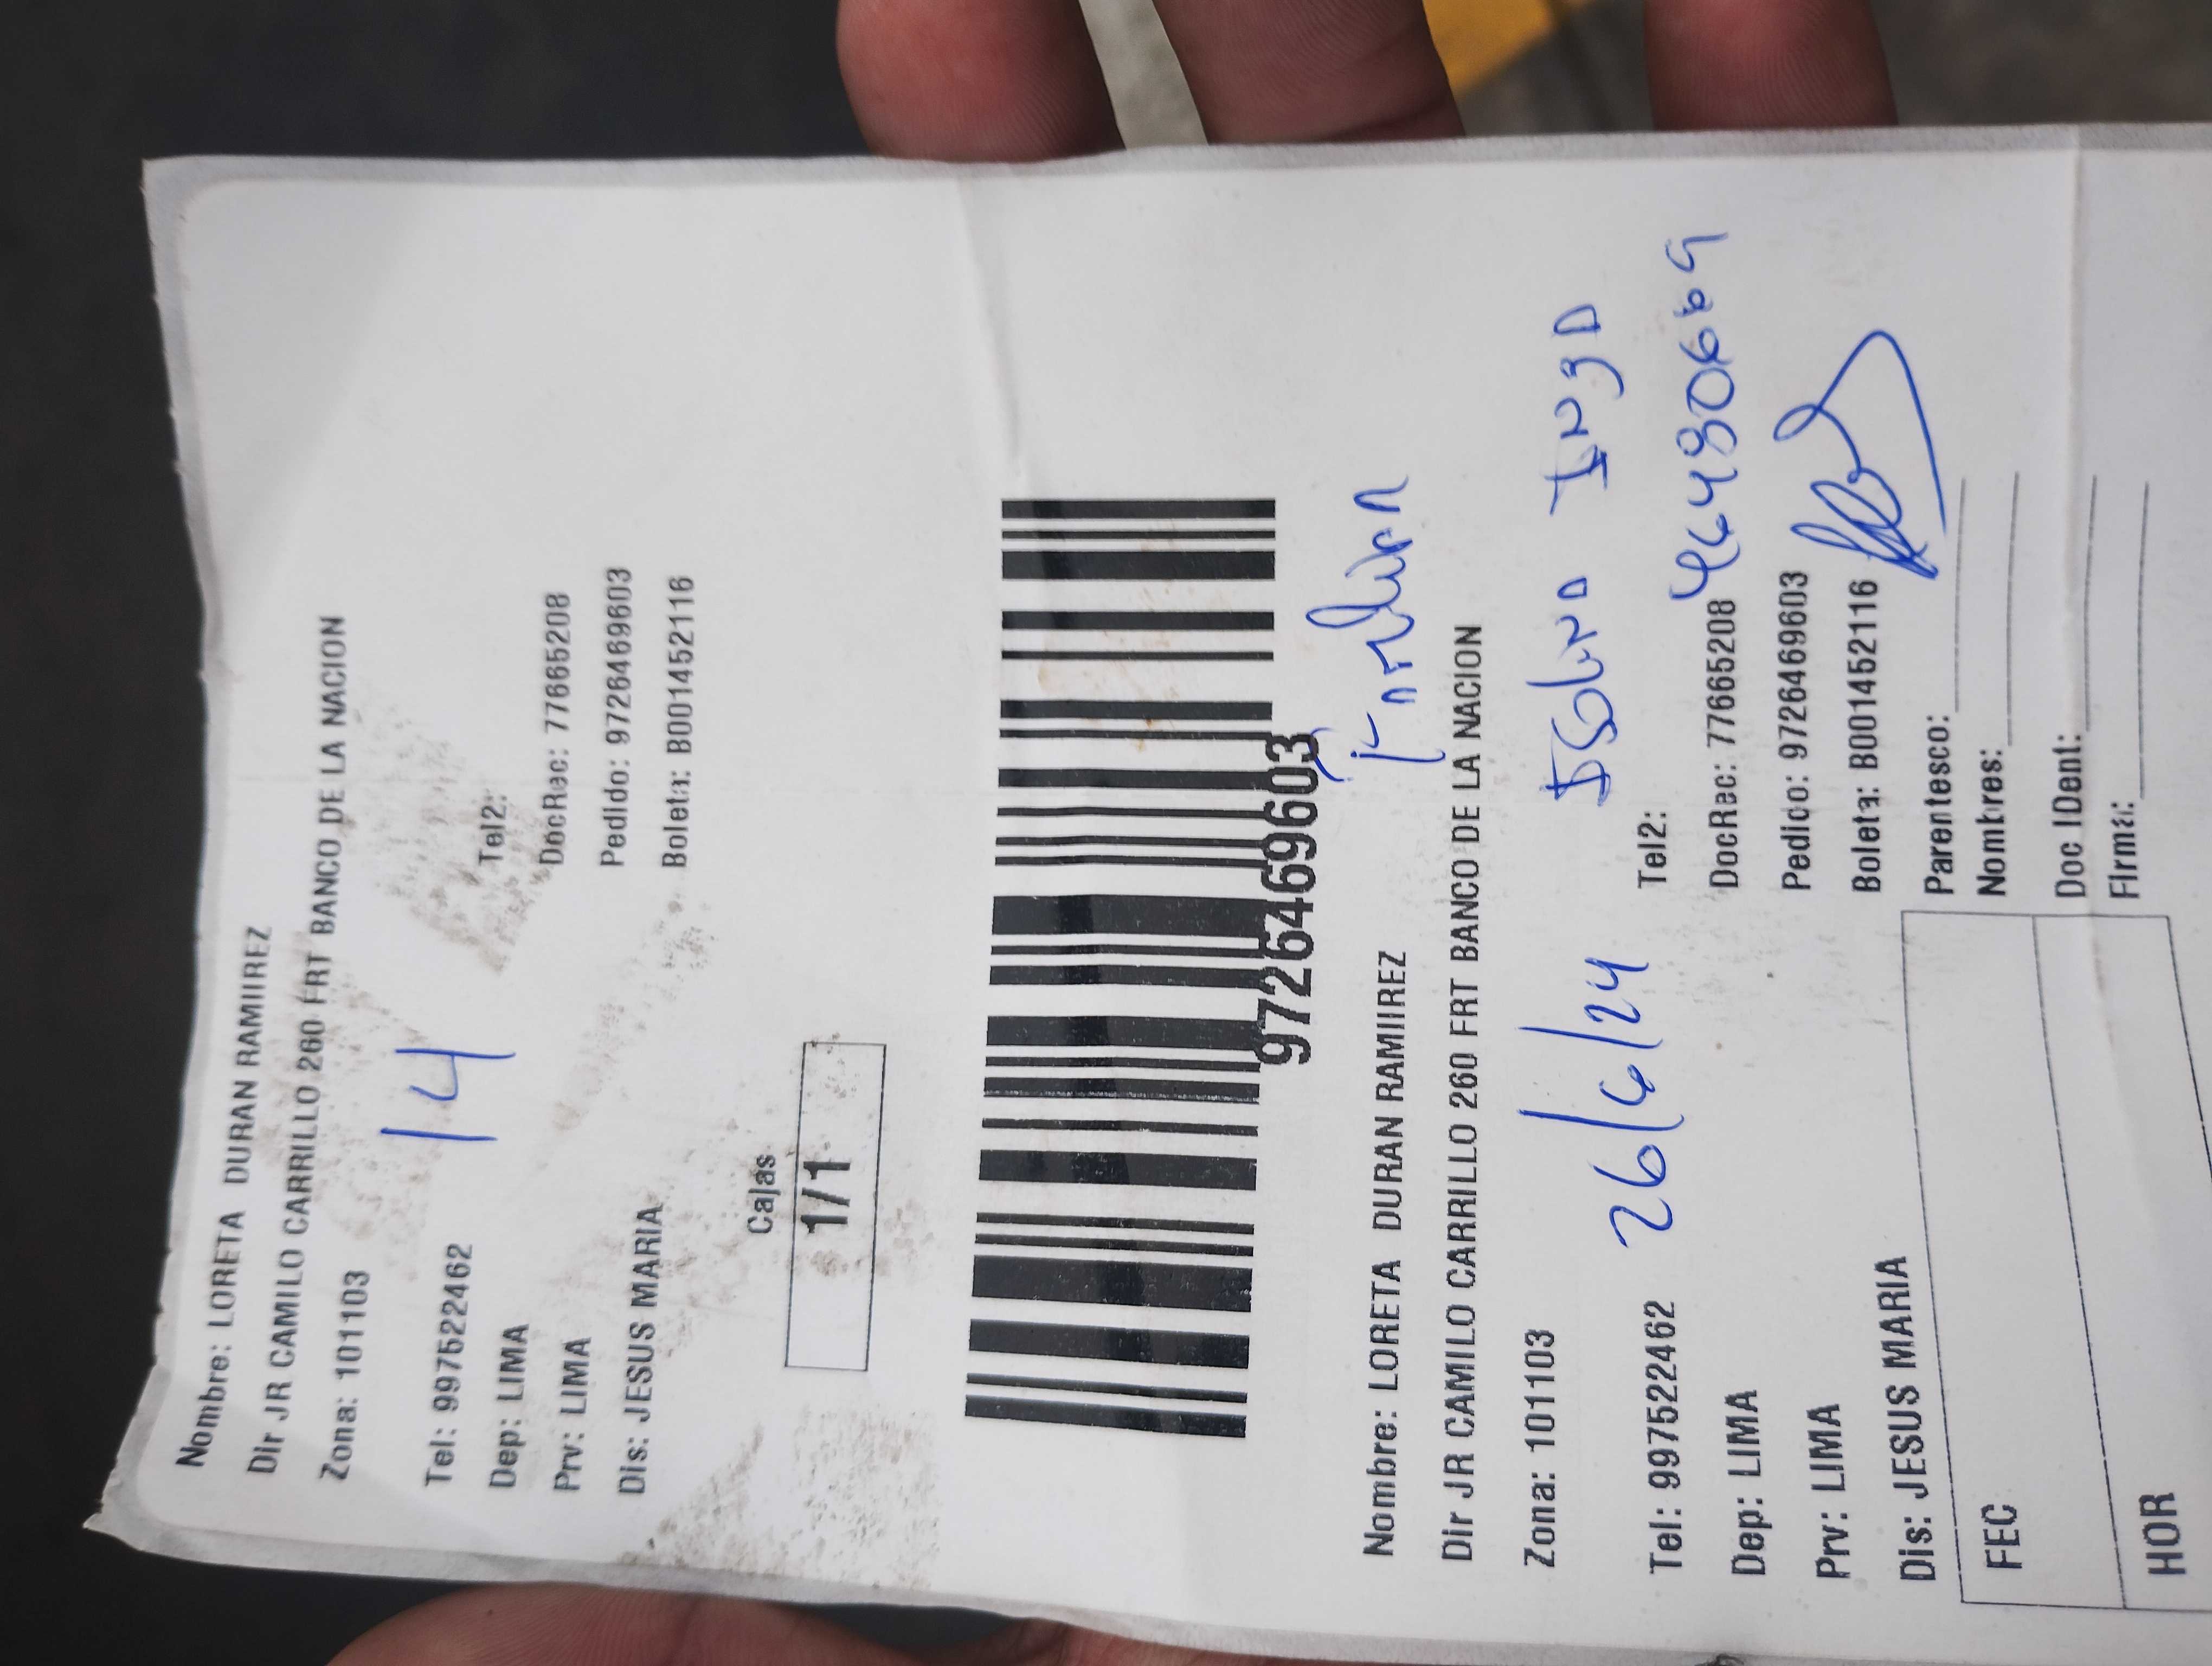 Nombre: LORETA DURAN RAMIIREZ
Dir JR CAMILO CARRILLO 260 FRT BANCO DE LA NACION
Zona: 101103
14
Tel: 997522462 Tel2:
Dep: LIMA DocRec: 77665208
Prv: LIMA Pedido: 9726469603
Dis: JESUS MARIA Boleta: B001452116
Cajas
1/1
9726469603
Nombre: LORETA DURAN RAMIIREZ
Dir JR CAMILO CARRILLO 260 FRT BANCO DE LA NACION
Zona: 101103
26/6/24
Tel: 997522462 Tel2:
Dep: LIMA DocRec: 77665208
Prv: LIMA Pedido: 9726469603
Dis: JESUS MARIA Boleta: B001452116
Parentesco:
FEC Nombres:
Doc IDent:
HOR Firma: